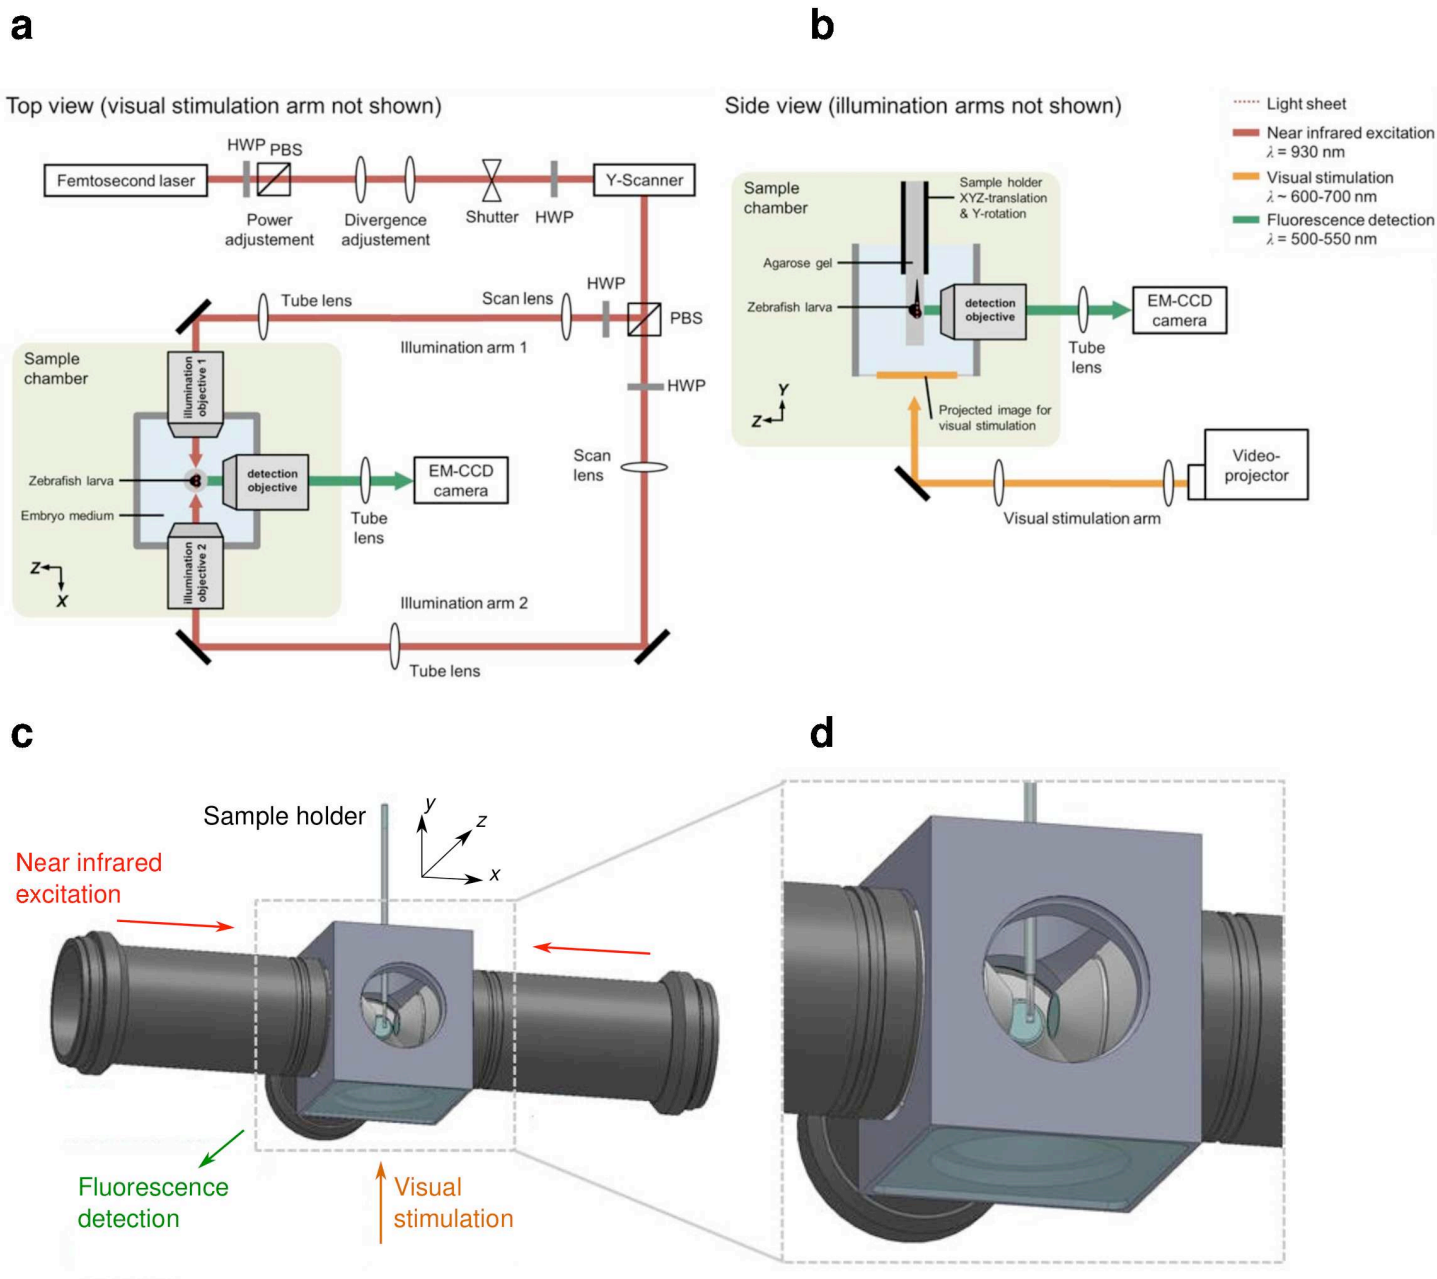 a
Top view (visual stimulation arm not shown)
Femtosecond laser
HWP
PBS
Power
adjustement
Divergence
adjustement
Shutter
HWP
Y-Scanner
HWP
PBS
Tube lens
Scan lens
Illumination arm 1
HWP
Scan
lens
Sample
chamber
illumination
objective 1
Zebrafish larva
Embryo medium
detection
objective
Tube
lens
EM-CCD
camera
illumination
objective 2
Z
X
Illumination arm 2
Tube lens
b
Side view (illumination arms not shown)
Light sheet
Near infrared excitation
λ = 930 nm
Visual stimulation
λ ~ 600-700 nm
Fluorescence detection
λ = 500-550 nm
Sample
chamber
Sample holder
XYZ-translation
& Y-rotation
Agarose gel
Zebrafish larva
detection
objective
Tube
lens
EM-CCD
camera
Y
Z
Projected image for
visual stimulation
Video-
projector
Visual stimulation arm
c
Sample holder
y
z
x
Near infrared
excitation
Fluorescence
detection
Visual
stimulation
d